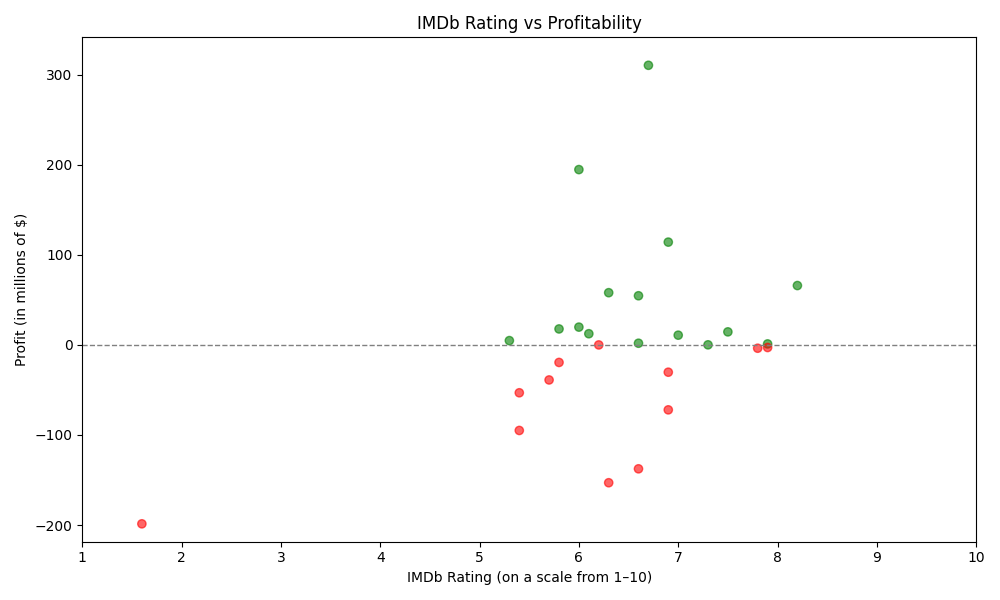 IMDb Rating vs Profitability
Profit (in millions of $)
300
200
100
0
−100
−200
1 2 3 4 5 6 7 8 9 10
IMDb Rating (on a scale from 1–10)